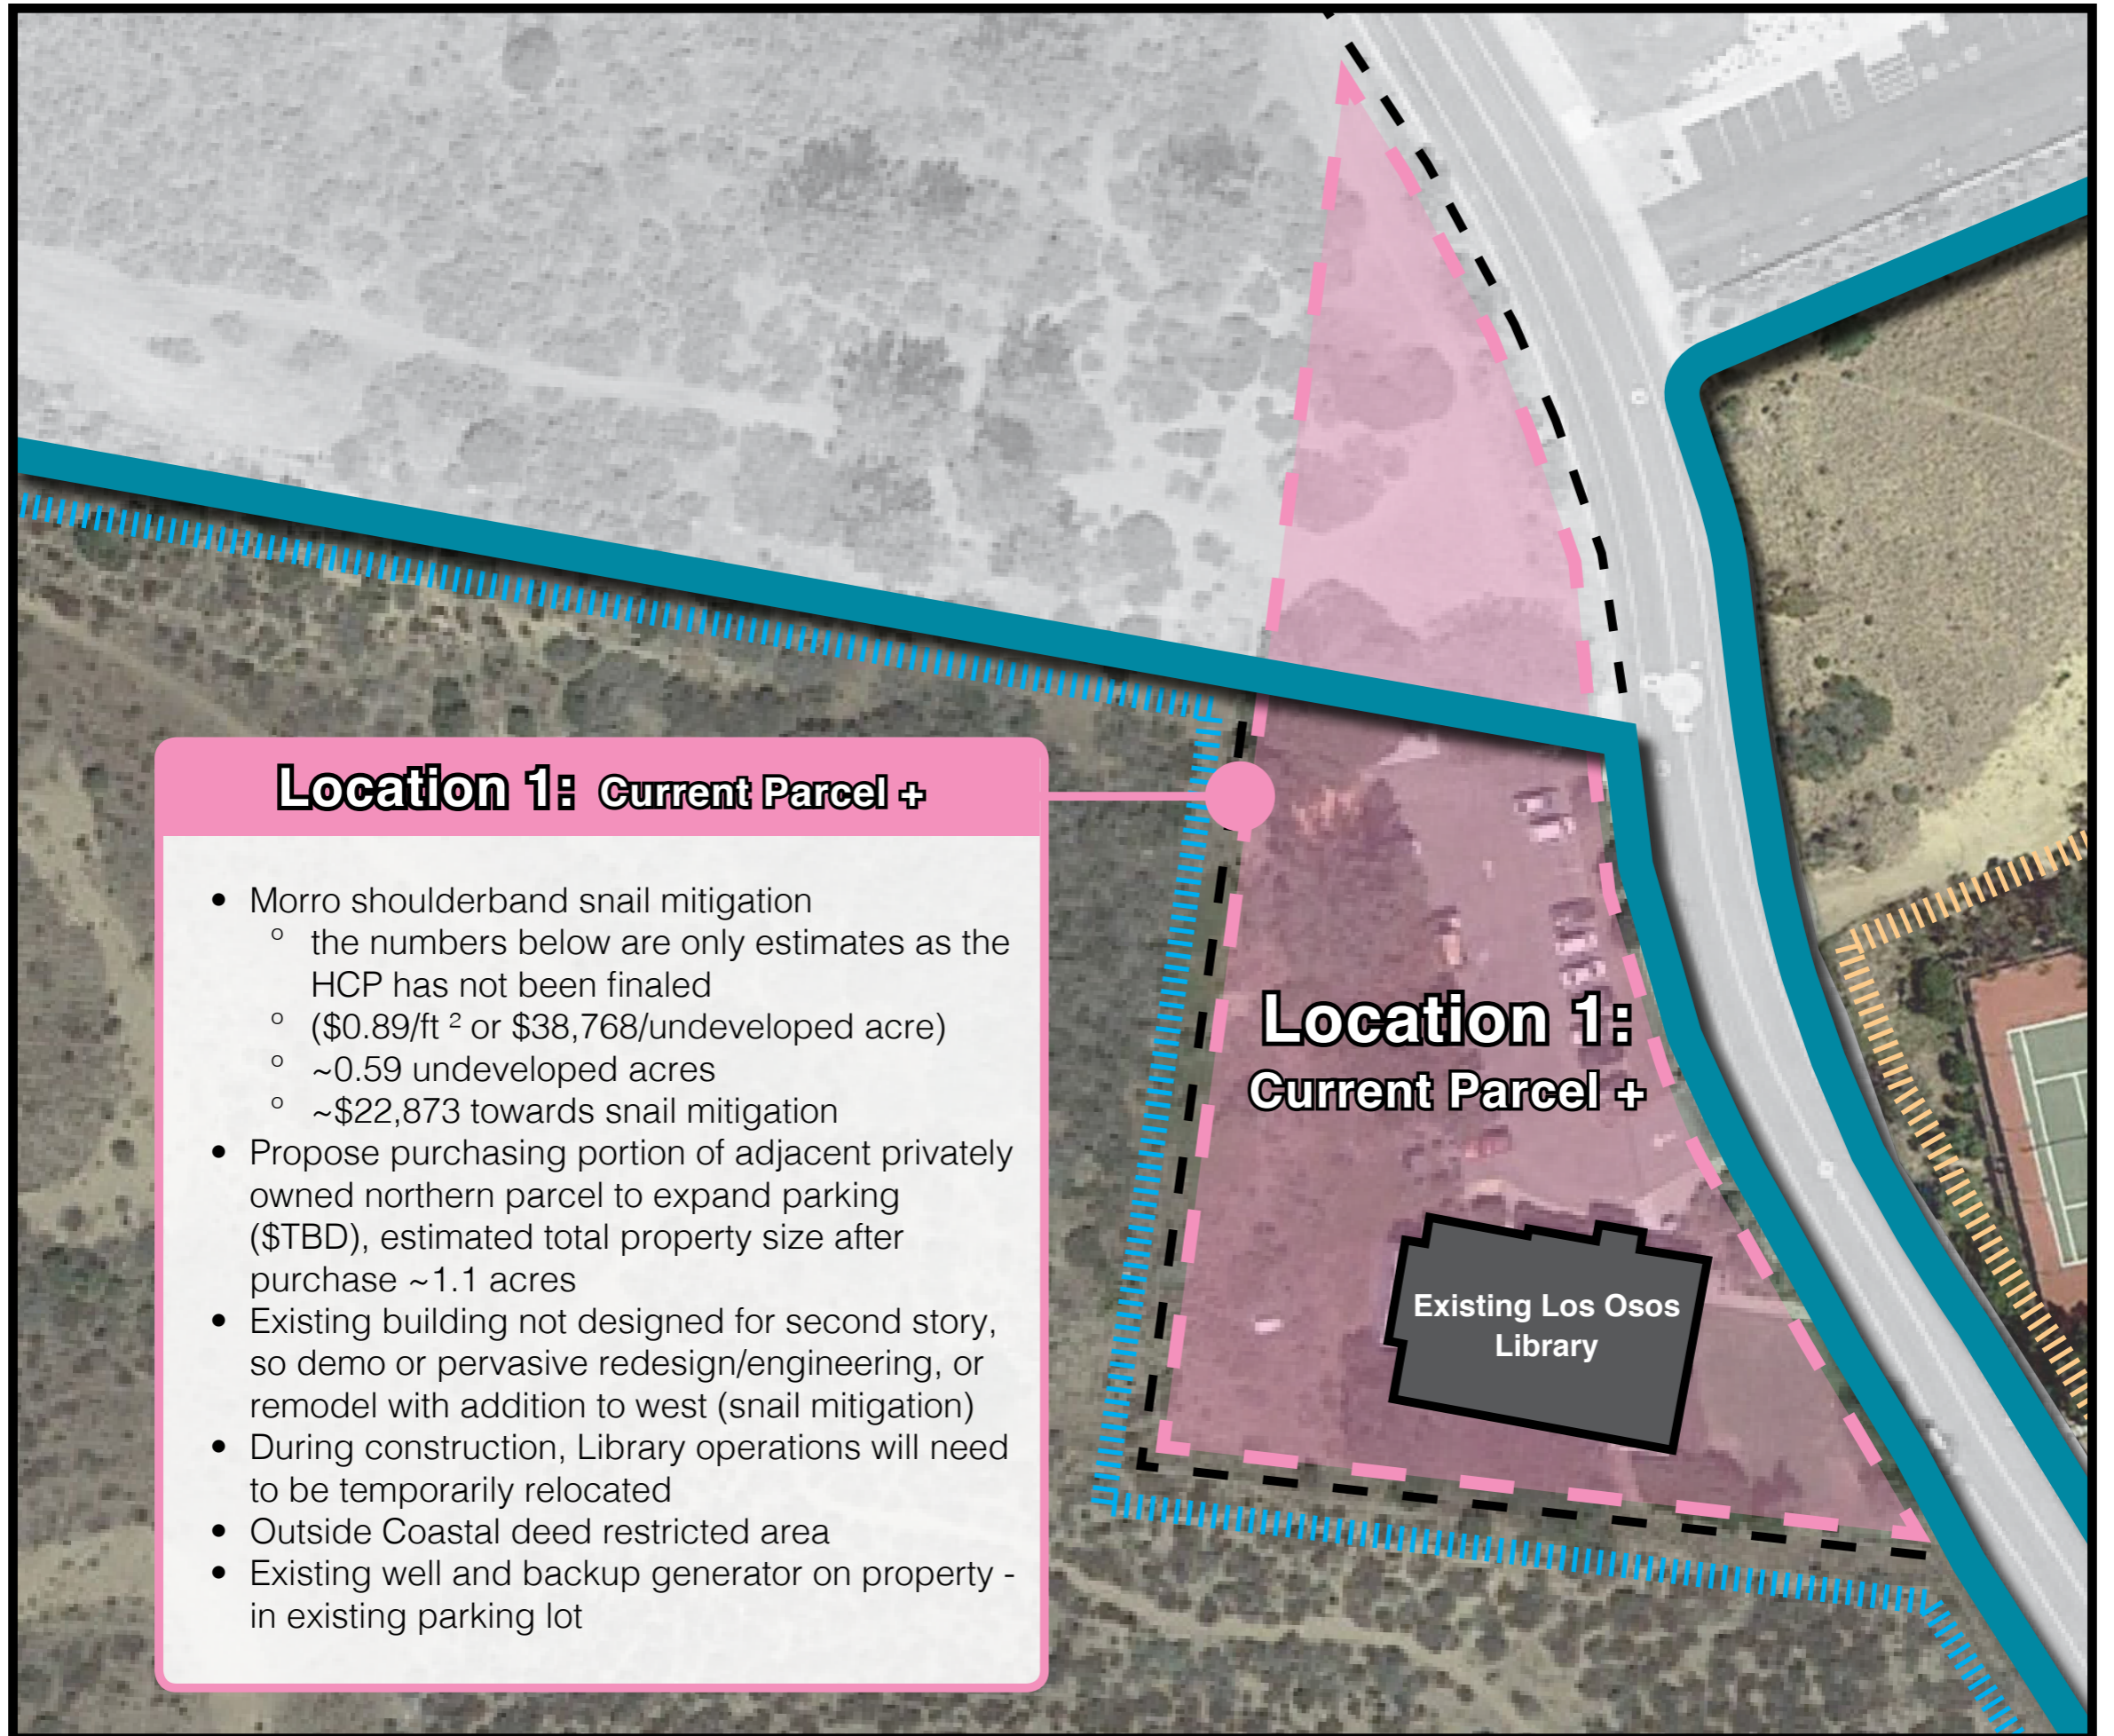 Location 1: Current Parcel +
• Morro shoulderband snail mitigation
o the numbers below are only estimates as the
HCP has not been finaled
o ($0.89/ft ² or $38,768/undeveloped acre)
o ~0.59 undeveloped acres
o ~$22,873 towards snail mitigation
• Propose purchasing portion of adjacent privately
owned northern parcel to expand parking
($TBD), estimated total property size after
purchase ~1.1 acres
• Existing building not designed for second story,
so demo or pervasive redesign/engineering, or
remodel with addition to west (snail mitigation)
• During construction, Library operations will need
to be temporarily relocated
• Outside Coastal deed restricted area
• Existing well and backup generator on property -
in existing parking lot
Location 1:
Current Parcel +
Existing Los Osos
Library